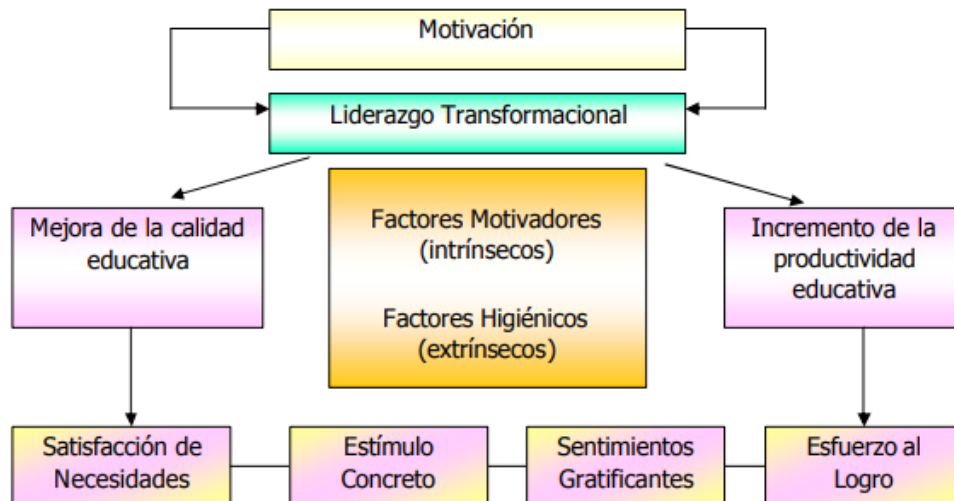 Motivación
Liderazgo Transformacional
Mejora de la calidad
educativa
Factores Motivadores
(intrínsecos)
Factores Higiénicos
(extrínsecos)
Incremento de la
productividad
educativa
Satisfacción de
Necesidades
Estímulo
Concreto
Sentimientos
Gratificantes
Esfuerzo al
Logro